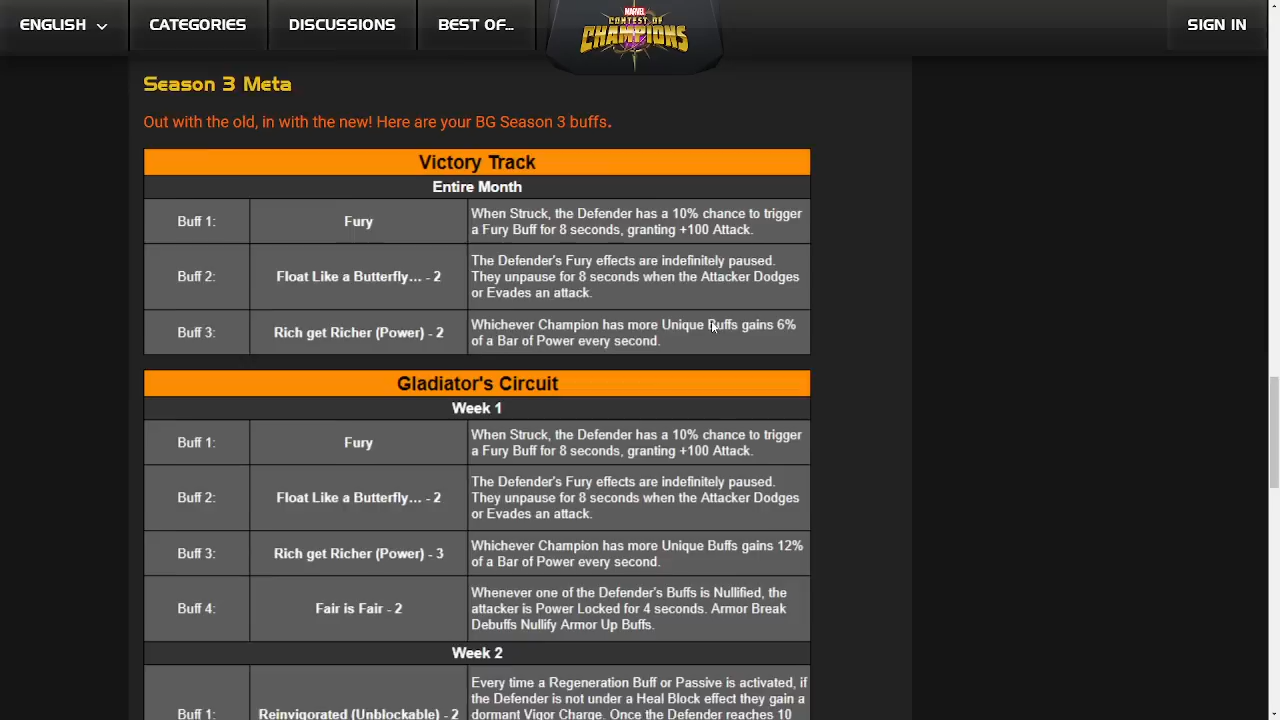 ENGLISH CATEGORIES DISCUSSIONS BEST OF... MARVEL CONTEST OF CHAMPIONS SIGN IN
Season 3 Meta
Out with the old, in with the new! Here are your BG Season 3 buffs.
Victory Track
Entire Month
Buff 1:
Fury
When Struck, the Defender has a 10% chance to trigger
a Fury Buff for 8 seconds, granting +100 Attack.
Buff 2:
Float Like a Butterfly... - 2
The Defender's Fury effects are indefinitely paused.
They unpause for 8 seconds when the Attacker Dodges
or Evades an attack.
Buff 3:
Rich get Richer (Power) - 2
Whichever Champion has more Unique Buffs gains 6%
of a Bar of Power every second.
Gladiator's Circuit
Week 1
Buff 1:
Fury
When Struck, the Defender has a 10% chance to trigger
a Fury Buff for 8 seconds, granting +100 Attack.
Buff 2:
Float Like a Butterfly... - 2
The Defender's Fury effects are indefinitely paused.
They unpause for 8 seconds when the Attacker Dodges
or Evades an attack.
Buff 3:
Rich get Richer (Power) - 3
Whichever Champion has more Unique Buffs gains 12%
of a Bar of Power every second.
Buff 4:
Fair is Fair - 2
Whenever one of the Defender's Buffs is Nullified, the
attacker is Power Locked for 4 seconds. Armor Break
Debuffs Nullify Armor Up Buffs.
Week 2
Buff 1:
Reinvigorated (Unblockable) - 2
Every time a Regeneration Buff or Passive is activated, if
the Defender is not under a Heal Block effect they gain a
dormant Vigor Charge. Once the Defender reaches 10